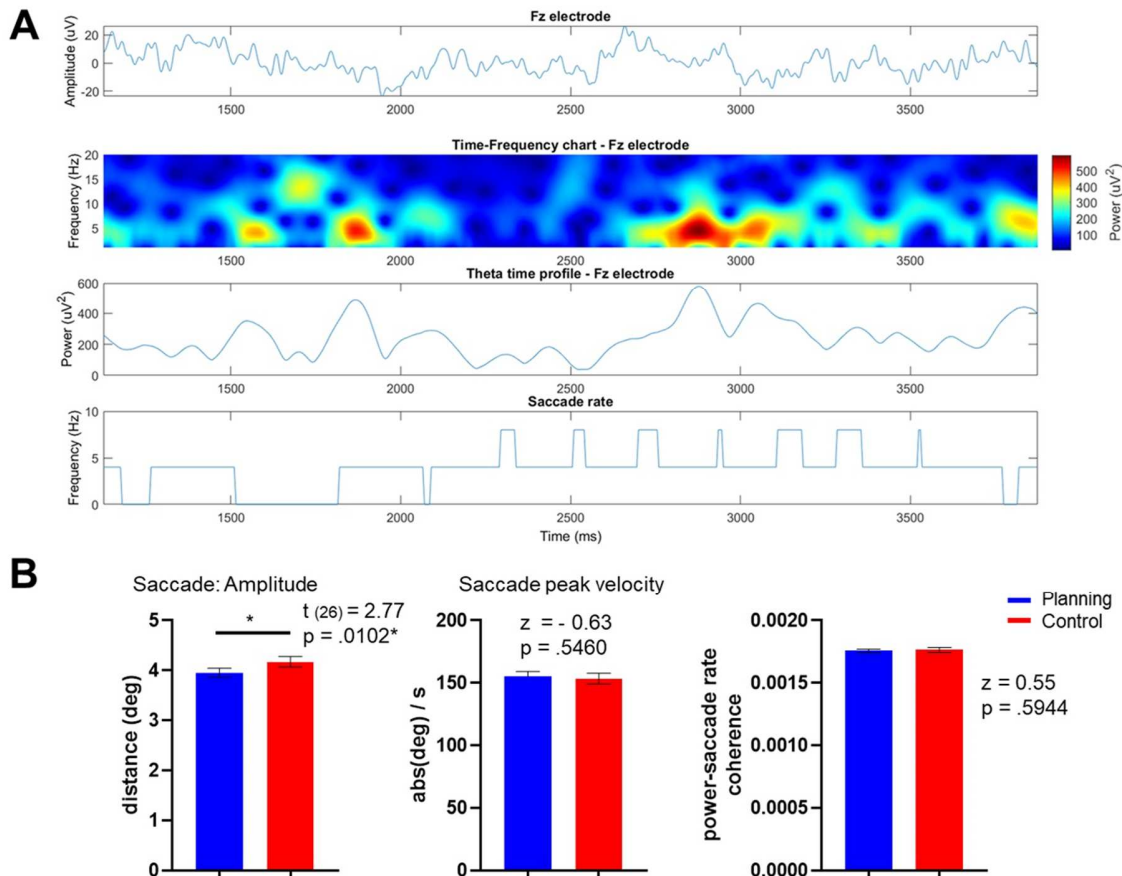 A
Fz electrode
Amplitude (uV)
20
0
-20
1500 2000 2500 3000 3500
Time-Frequency chart - Fz electrode
Frequency (Hz)
20
15
10
5
1500 2000 2500 3000 3500
500
400
300
200
100
Power (uV²)
Theta time profile - Fz electrode
Power (uV²)
600
400
200
0
1500 2000 2500 3000 3500
Saccade rate
Frequency (Hz)
10
5
0
1500 2000 2500 3000 3500
Time (ms)
B
Saccade: Amplitude
t (26) = 2.77
p = .0102*
*
distance (deg)
5
4
3
2
1
0
Saccade peak velocity
z = - 0.63
p = .5460
abs(deg) / s
200
150
100
50
0
power-saccade rate
coherence
0.0020
0.0015
0.0010
0.0005
0.0000
Planning
Control
z = 0.55
p = .5944